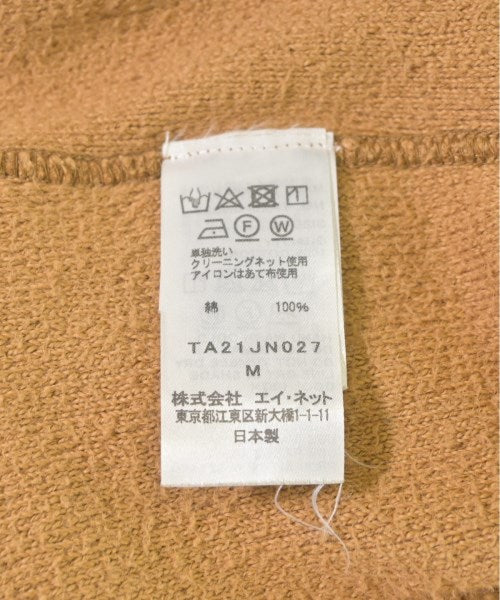 F W
単独洗い
クリーニングネット使用
アイロンはあて布使用
綿 100%
TA21JN027
M
株式会社 エイ・ネット
東京都江東区新大橋1-1-11
日本製